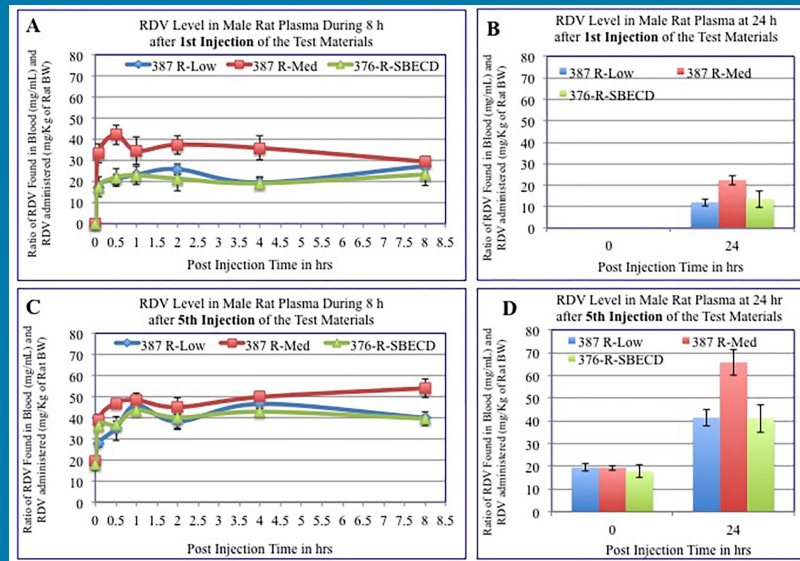 A
RDV Level in Male Rat Plasma During 8 h
after 1st Injection of the Test Materials
Ratio of RDV Found in Blood (mg/mL) and
RDV administered (mg/Kg of Rat BW)
80
70
60
50
40
30
20
10
0
387 R-Low 387 R-Med 376-R-SBECD
0 0.5 1 1.5 2 2.5 3 3.5 4 4.5 5 5.5 6 6.5 7 7.5 8 8.5
Post Injection Time in hrs
B
RDV Level in Male Rat Plasma at 24 h
after 1st Injection of the Test Materials
Ratio of RDV Found in Blood (mg/mL) and
RDV administered (mg/Kg of Rat BW)
80
70
60
50
40
30
20
10
0
387 R-Low 387 R-Med
376-R-SBECD
0 24
Post Injection Time in hrs
C
RDV Level in Male Rat Plasma During 8 h
after 5th Injection of the Test Materials
Ratio of RDV Found in Blood (mg/mL) and
RDV administered (mg/Kg of Rat BW)
80
70
60
50
40
30
20
10
0
387 R-Low 387 R-Med 376-R-SBECD
0 0.5 1 1.5 2 2.5 3 3.5 4 4.5 5 5.5 6 6.5 7 7.5 8 8.5
Post Injection Time in hrs
D
RDV Level in Male Rat Plasma at 24 hr
after 5th Injection of the Test Materials
Ratio of RDV Found in Blood (mg/mL) and
RDV administered (mg/Kg of Rat BW)
80
70
60
50
40
30
20
10
0
387 R-Low 387 R-Med
376-R-SBECD
0 24
Post Injection Time in hrs